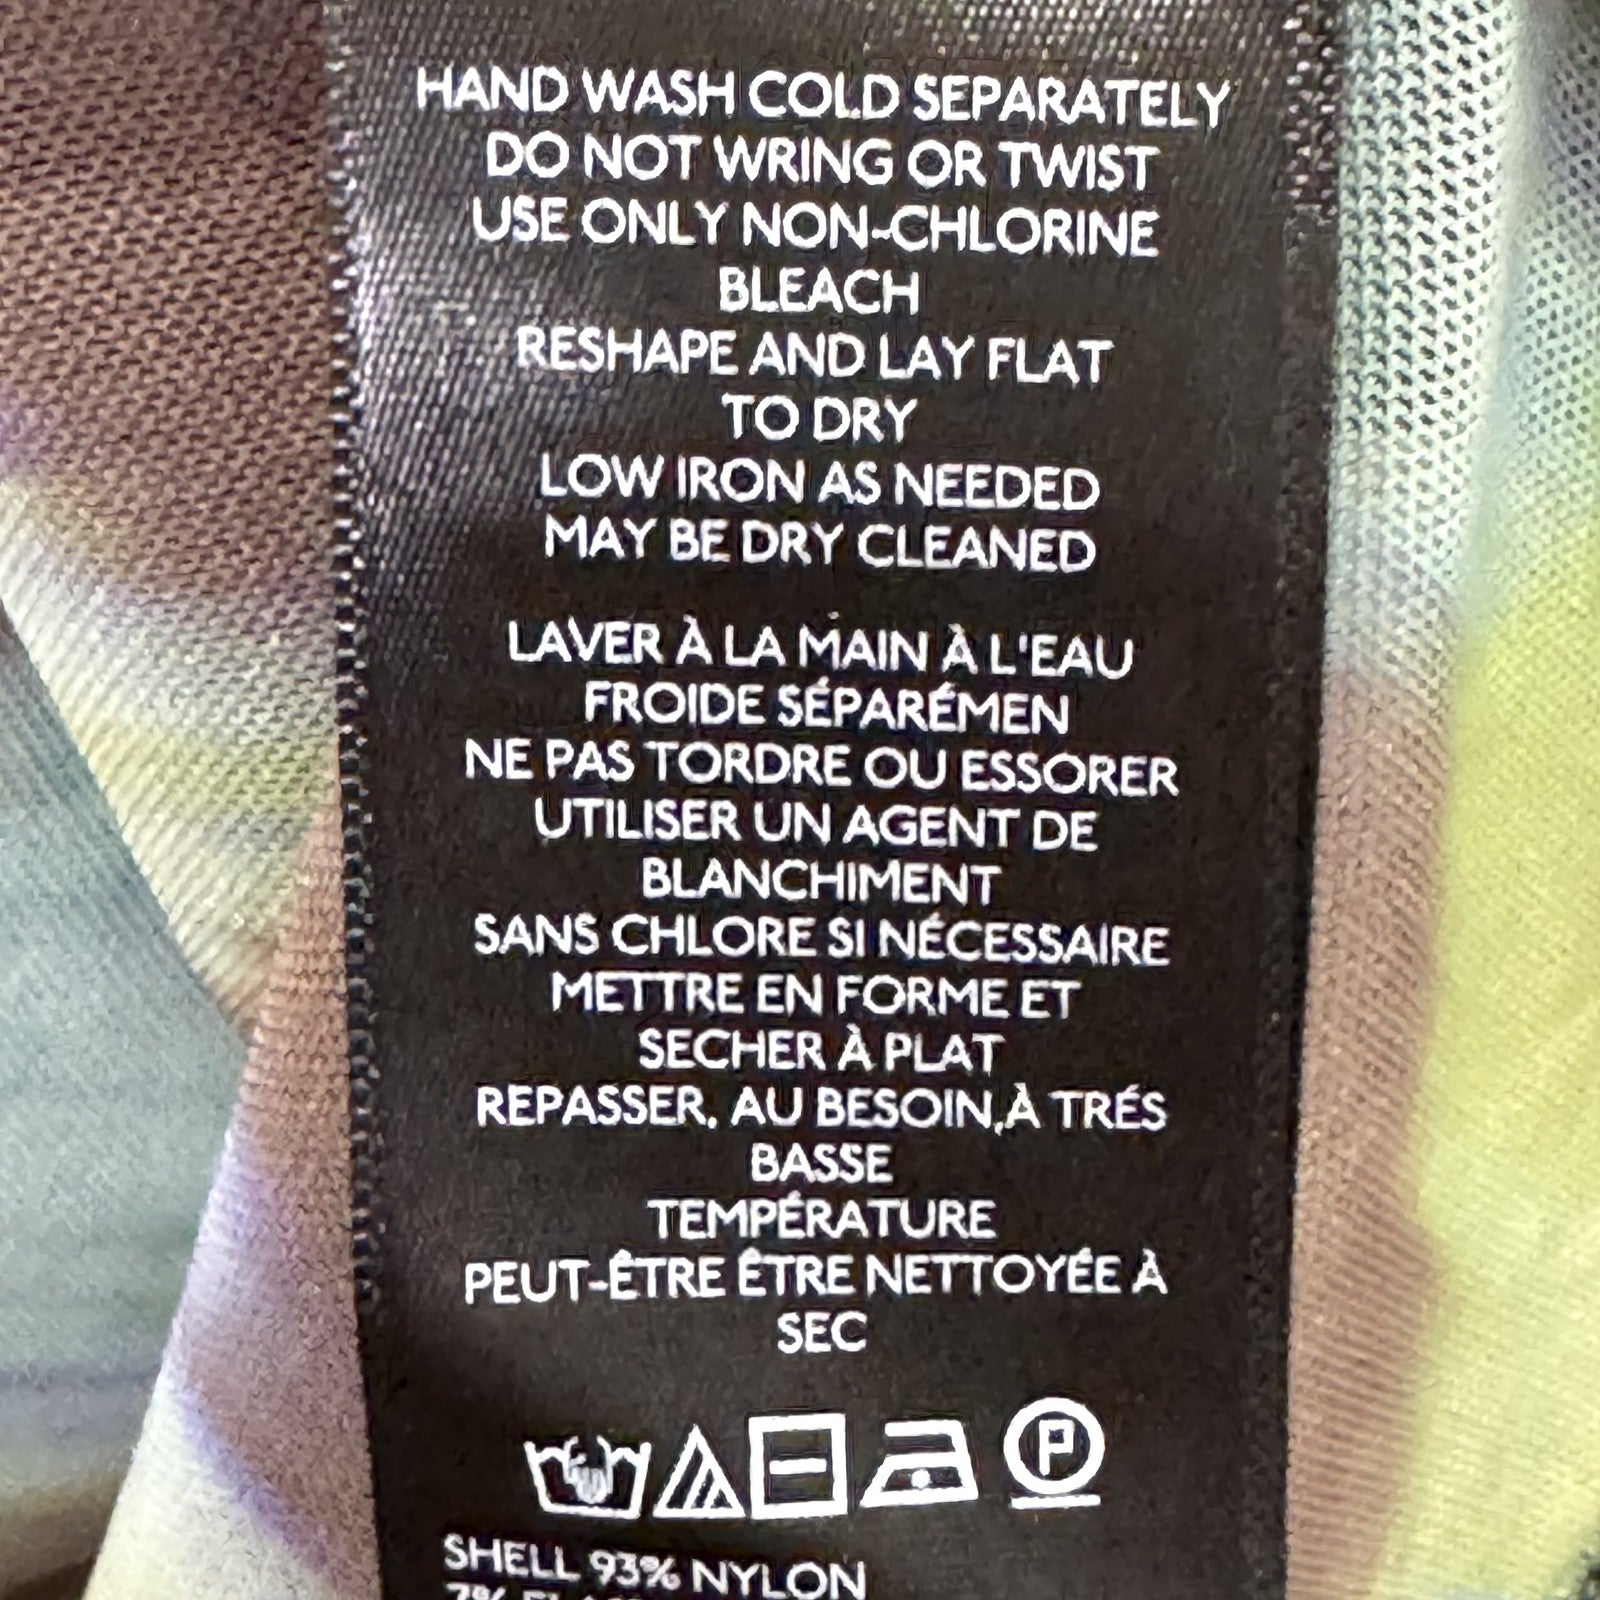 HAND WASH COLD SEPARATELY
DO NOT WRING OR TWIST
USE ONLY NON-CHLORINE
BLEACH
RESHAPE AND LAY FLAT
TO DRY
LOW IRON AS NEEDED
MAY BE DRY CLEANED
LAVER À LA MAIN À L'EAU
FROIDE SÉPARÉMEN
NE PAS TORDRE OU ESSORER
UTILISER UN AGENT DE
BLANCHIMENT
SANS CHLORE SI NÉCESSAIRE
METTRE EN FORME ET
SECHER À PLAT
REPASSER, AU BESOIN,À TRÉS
BASSE
TEMPÉRATURE
PEUT-ÊTRE ÊTRE NETTOYÉE À
SEC
P
SHELL 93% NYLON
7%